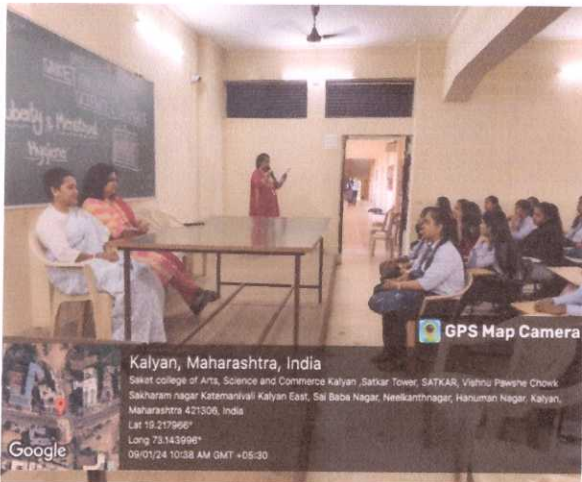 uberty & Menstrual
Hygiene
GPS Map Camera
Kalyan, Maharashtra, India
Saket college of Arts, Science and Commerce Kalyan ,Satkar Tower, SATKAR, Vishnu Pawshe Chowk
Sakharam nagar Katemanivali Kalyan East, Sai Baba Nagar, Neelkanthnagar, Hanuman Nagar, Kalyan,
Maharashtra 421306, India
Lat 19.217966°
Long 73.143996°
09/01/24 10:38 AM GMT +05:30
Google